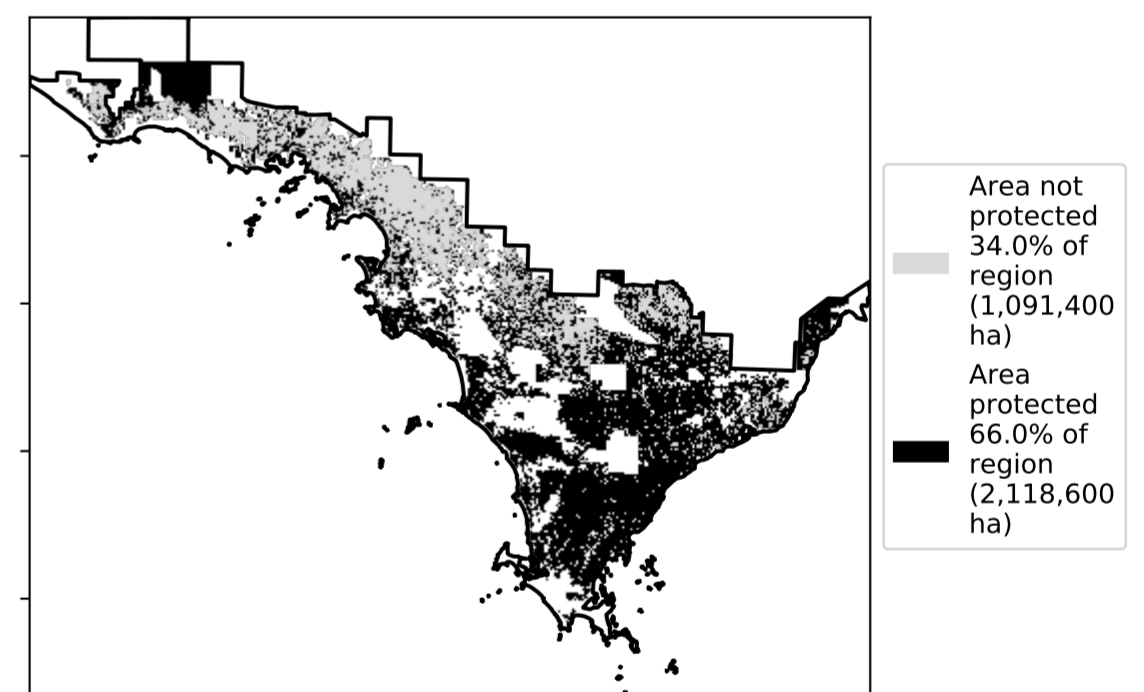 Area not
protected
34.0% of
region
(1,091,400
ha)
Area
protected
66.0% of
region
(2,118,600
ha)